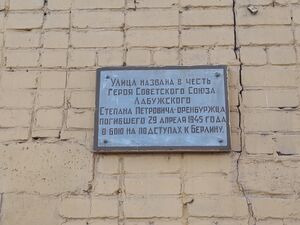 Улица названа в честь
Героя Советского Союза
Лабужского
Степана Петровича-оренбуржца
погибшего 29 апреля 1945 года
в бою на подступах к Берлину.